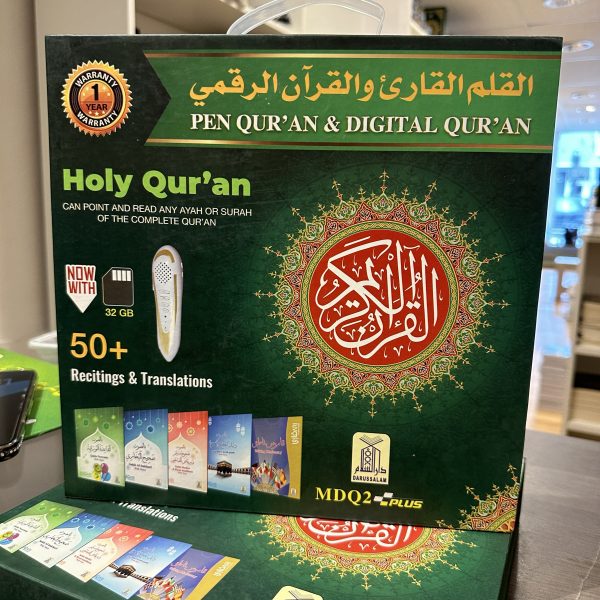 القلم القارئ والقرآن الرقمي
PEN QUR'AN & DIGITAL QUR'AN
WARRANTY
1
YEAR
WARRANTY
Holy Qur'an
CAN POINT AND READ ANY AYAH OR SURAH
OF THE COMPLETE QUR'AN
القرآن الكريم
NOW
WITH
32 GB
50+
Recitings & Translations
دار السلام
DARUSSALAM
MDQ2 PLUS
Translations